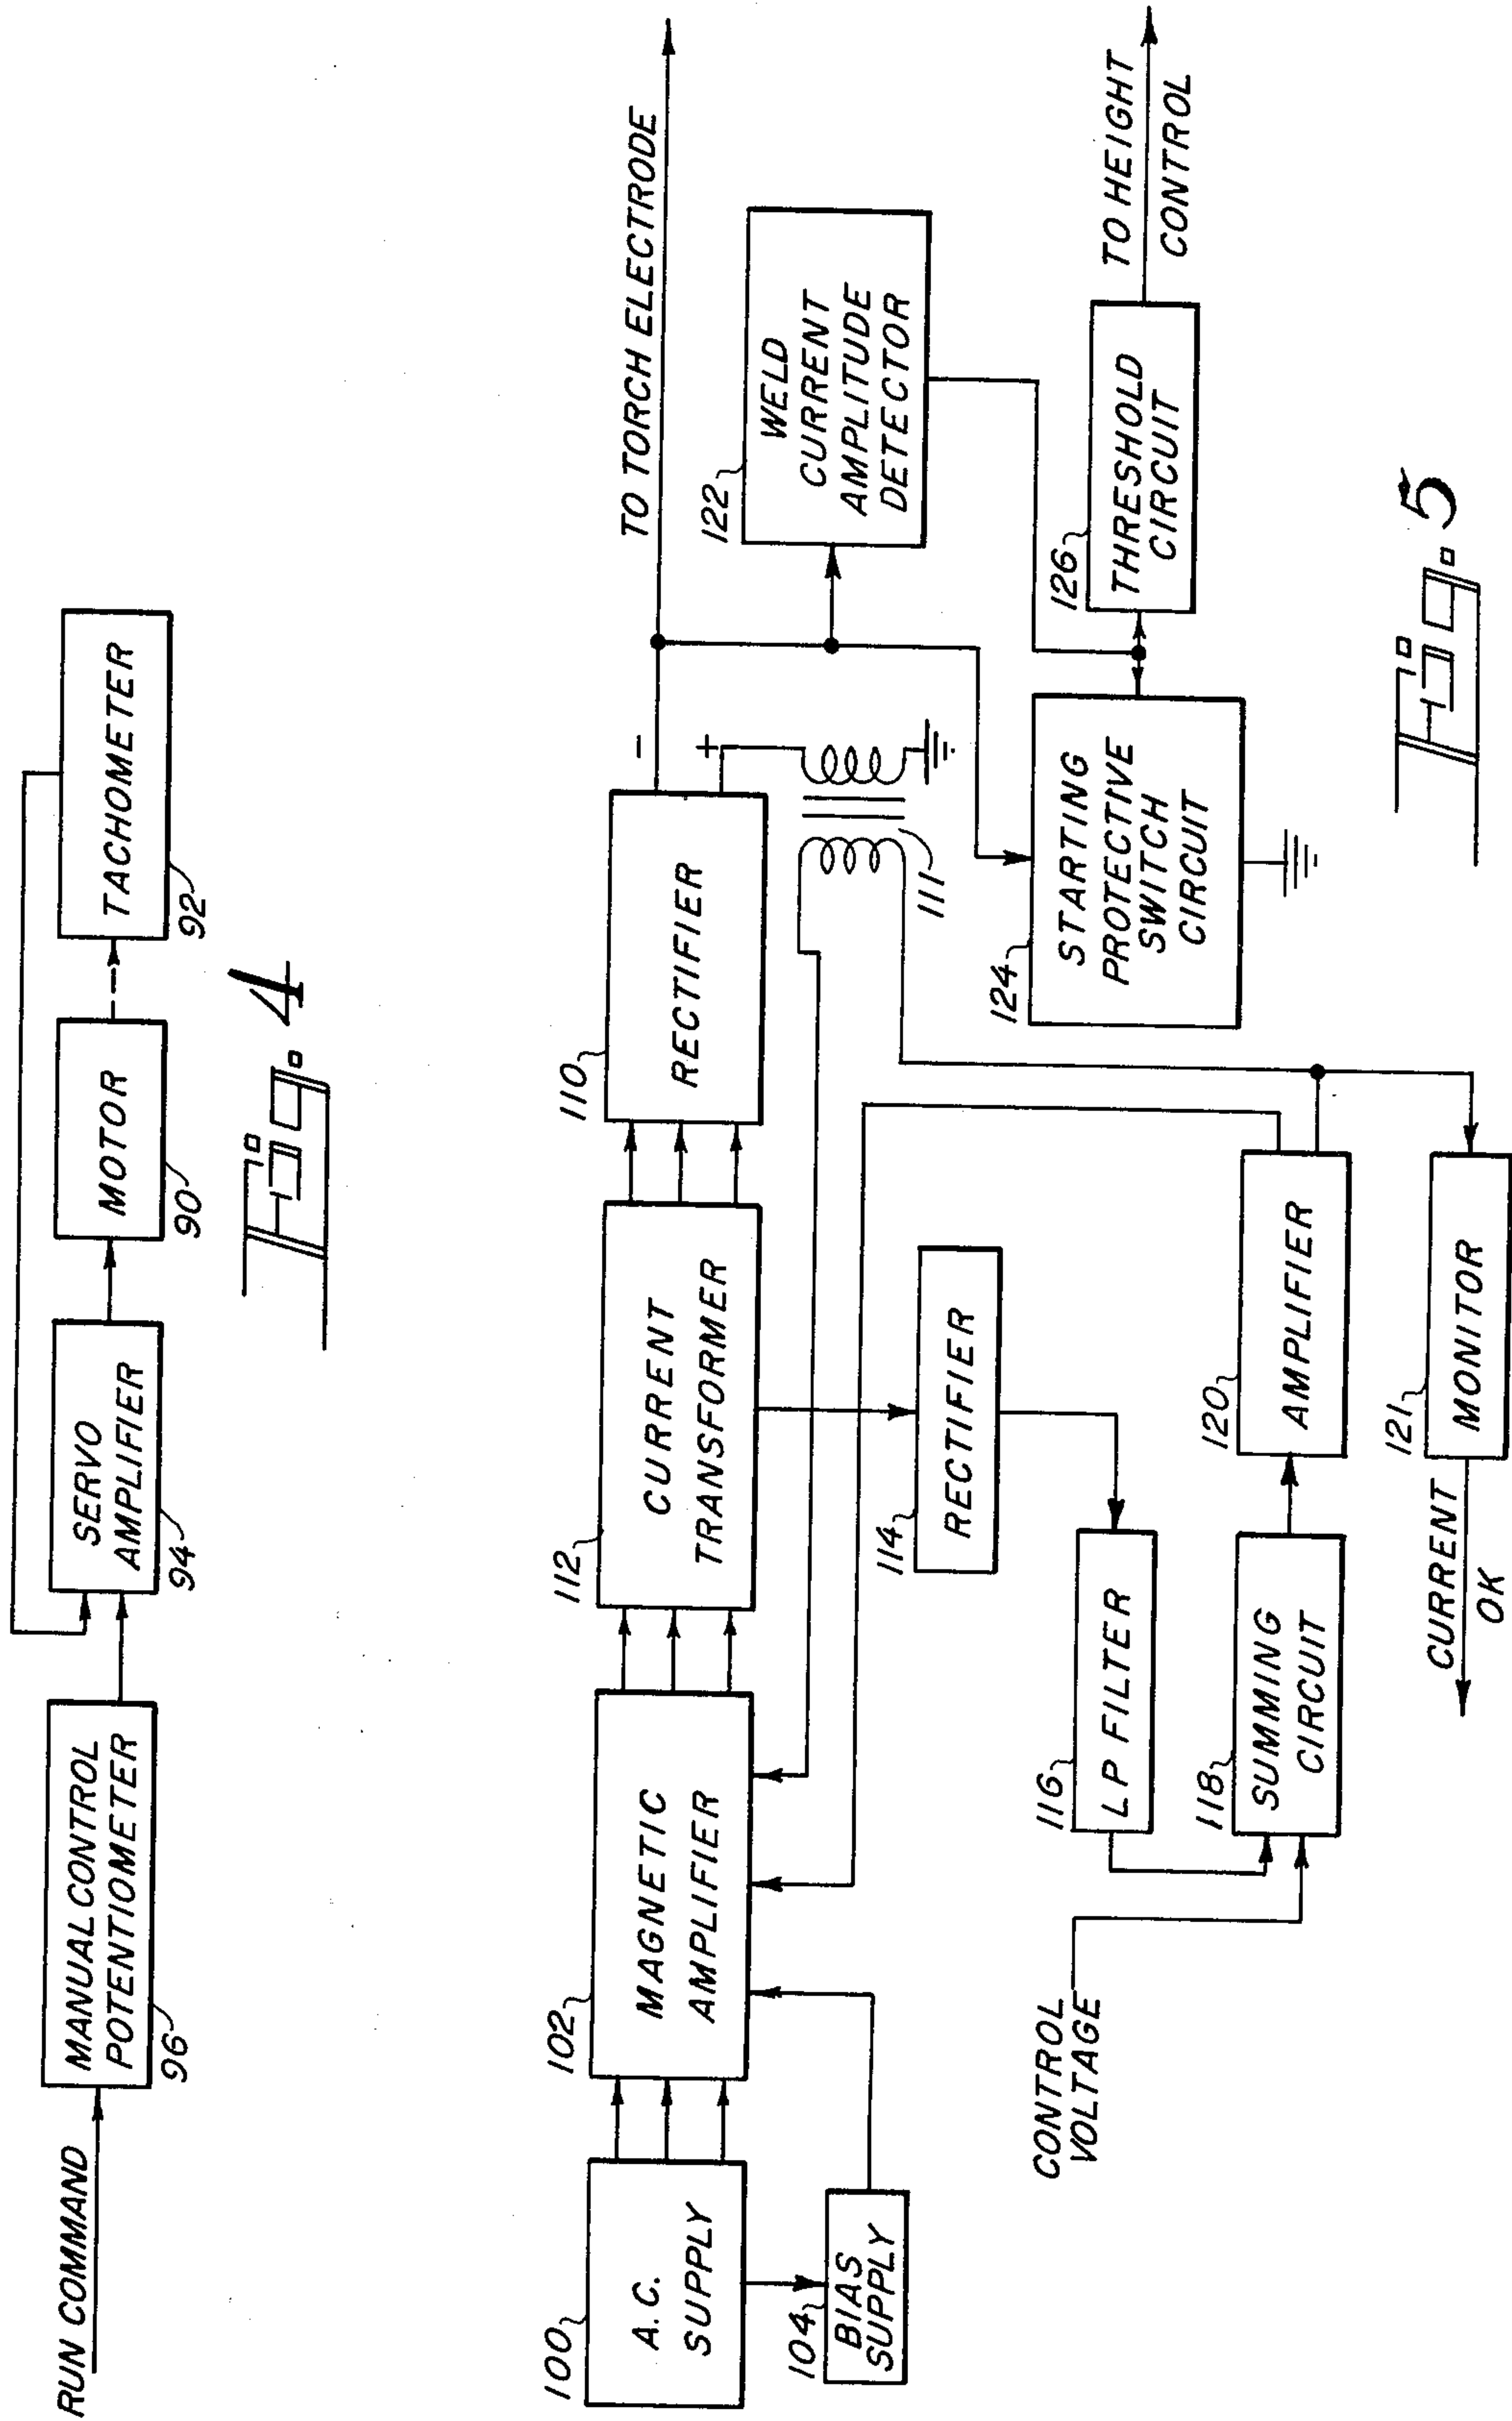 RUN COMMAND
MANUAL CONTROL
POTENTIOMETER
96
SERVO
AMPLIFIER
94
MOTOR
90
TACHOMETER
92
Fig. 4
100
A.C.
SUPPLY
104
BIAS
SUPPLY
102
MAGNETIC
AMPLIFIER
112
CURRENT
TRANSFORMER
110
RECTIFIER
-
+
111
TO TORCH ELECTRODE
122
WELD
CURRENT
AMPLITUDE
DETECTOR
124
STARTING
PROTECTIVE
SWITCH
CIRCUIT
126
THRESHOLD
CIRCUIT
TO HEIGHT
CONTROL
114
RECTIFIER
116
LP FILTER
CONTROL
VOLTAGE
118
SUMMING
CIRCUIT
120
AMPLIFIER
121
MONITOR
CURRENT
OK
Fig. 5